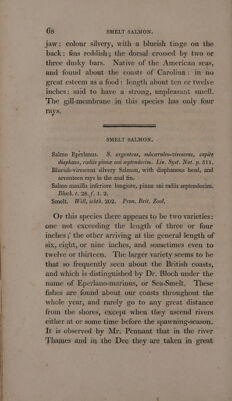 68 SMELT SALMON.
jaw: colour silvery, with a blueish tinge on the
back: fins reddish; the dorsal crossed by two or
three dusky bars. Native of the American seas,
and found about the coasts of Carolina: in no
great esteem as a food: length about ten or twelve
inches: said to have a strong, unpleasant smell.
The gill-membrane in this species has only four
rays.
SMELT SALMON.
Salmo Eperlanus. S. argenteus, subcæruleo-virescens, capite
diaphano, radiis pinnæ ani septendecim. Lin. Syst. Nat. p. 511.
Blueish-virescent silvery Salmon, with diaphanous head, and
seventeen rays in the anal fin.
Salmo maxilla inferiore longiore, pinna ani radiis septendecim.
Bloch. t. 28. f. 1. 2.
Smelt. Will. ichth. 202. Penn. Brit. Zool.
Of this species there appears to be two varieties:
one not exceeding the length of three or four
inches; the other arriving at the general length of
six, eight, or nine inches, and sometimes even to
twelve or thirteen. The larger variety seems to be
that so frequently seen about the British coasts,
and which is distinguished by Dr. Bloch under the
name of Eperlano-marinus, or Sea-Smelt. These
fishes are found about our coasts throughout the
whole year, and rarely go to any great distance
from the shores, except when they ascend rivers
either at or some time before the spawning-season.
It is observed by Mr. Pennant that in the river
Thames and in the Dee they are taken in great